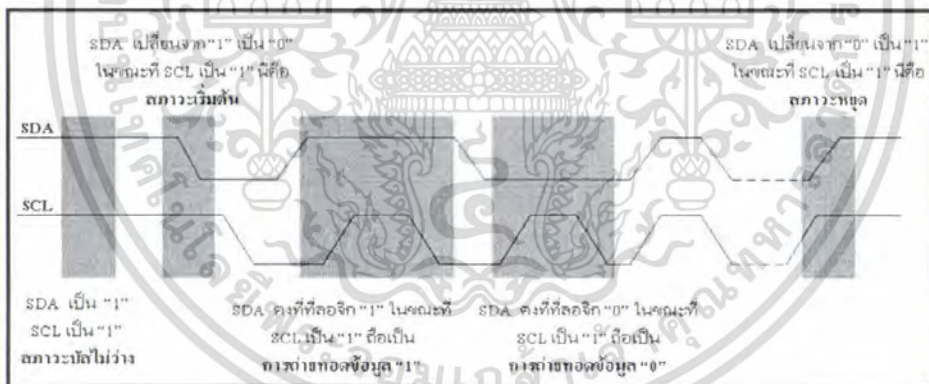 SDA เปลี่ยนจาก "1" เป็น "0"
ในขณะที่ SCL เป็น "1" นี่คือ
สภาวะเริ่มต้น
SDA เปลี่ยนจาก "0" เป็น "1"
ในขณะที่ SCL เป็น "1" นี่คือ
สภาวะหยุด
SDA
SCL
SDA เป็น "1"
SCL เป็น "1"
สภาวะบัสไม่ว่าง
SDA คงที่ที่ลอจิก "1" ในขณะที่
SCL เป็น "1" ถือเป็น
การถ่ายทอดข้อมูล "1"
SDA คงที่ที่ลอจิก "0" ในขณะที่
SCL เป็น "1" ถือเป็น
การถ่ายทอดข้อมูล "0"